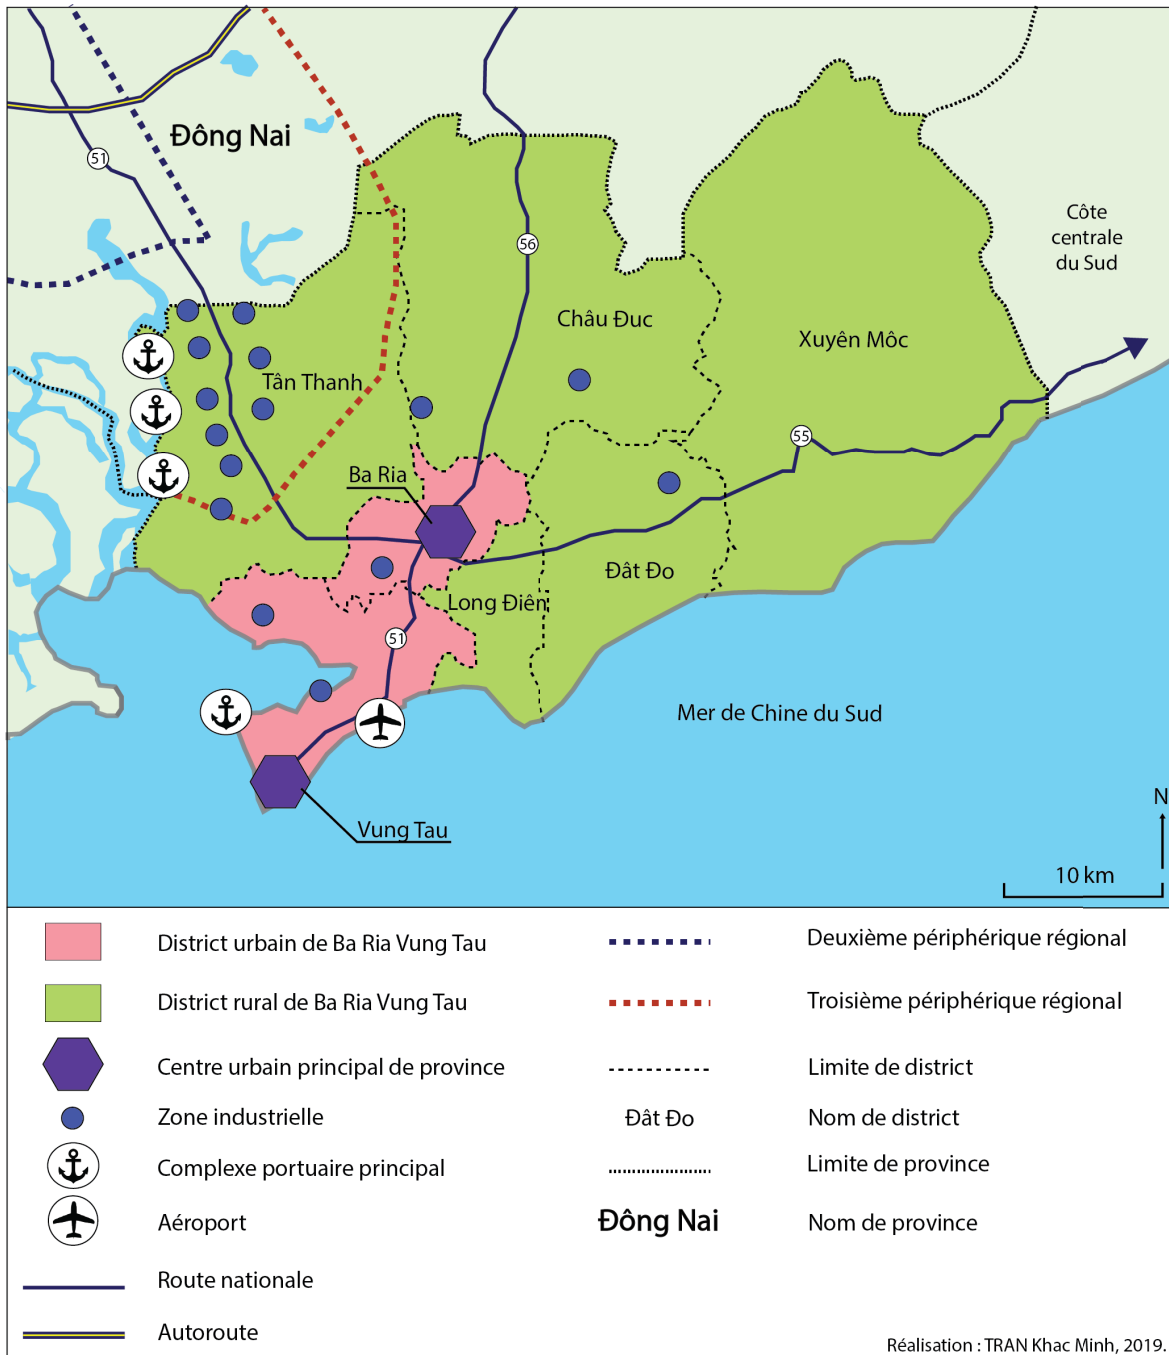 Đông Nai
51
56
Côte
centrale
du Sud
Châu Đuc
Xuyên Môc
Tân Thanh
55
Ba Ria
Đât Đo
Long Điên
51
Mer de Chine du Sud
N
Vung Tau
10 km
District urbain de Ba Ria Vung Tau
District rural de Ba Ria Vung Tau
Centre urbain principal de province
Zone industrielle
Complexe portuaire principal
Aéroport
Route nationale
Autoroute
Deuxième périphérique régional
Troisième périphérique régional
Limite de district
Đât Đo
Nom de district
Limite de province
Đông Nai
Nom de province
Réalisation : TRAN Khac Minh, 2019.